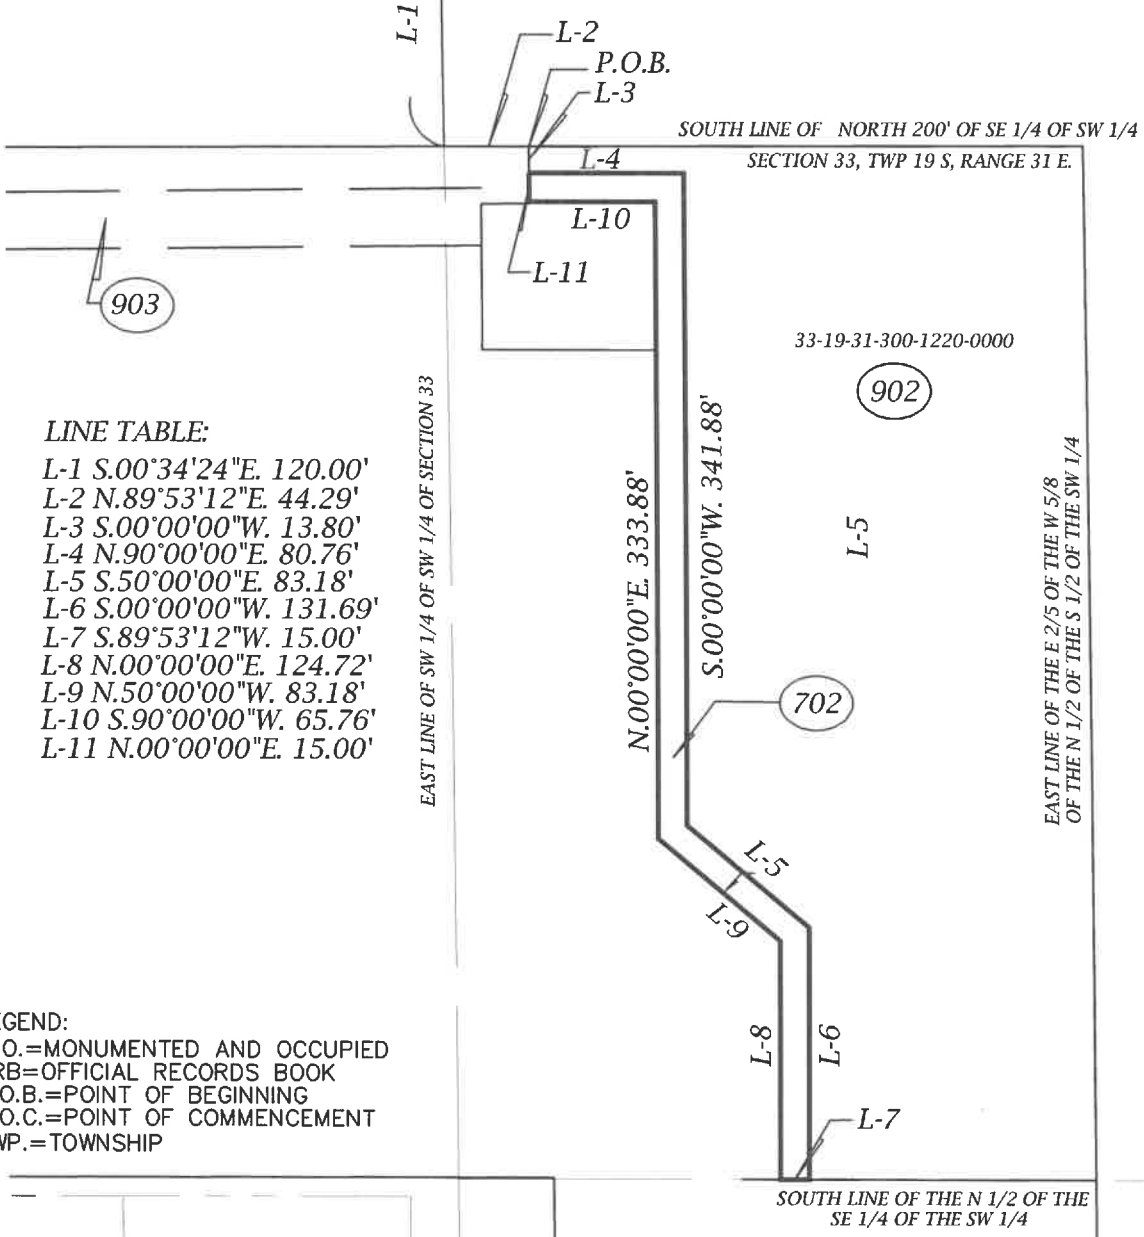 L-1
L-2
P.O.B.
L-3
SOUTH LINE OF NORTH 200' OF SE 1/4 OF SW 1/4
SECTION 33, TWP 19 S, RANGE 31 E.
L-4
L-10
L-11
903
33-19-31-300-1220-0000
902
EAST LINE OF SW 1/4 OF SW 1/4 OF SECTION 33
LINE TABLE:
L-1 S.00°34'24"E. 120.00'
L-2 N.89°53'12"E. 44.29'
L-3 S.00°00'00"W. 13.80'
L-4 N.90°00'00"E. 80.76'
L-5 S.50°00'00"E. 83.18'
L-6 S.00°00'00"W. 131.69'
L-7 S.89°53'12"W. 15.00'
L-8 N.00°00'00"E. 124.72'
L-9 N.50°00'00"W. 83.18'
L-10 S.90°00'00"W. 65.76'
L-11 N.00°00'00"E. 15.00'
N.00°00'00"E. 333.88'
S.00°00'00"W. 341.88'
L-5
EAST LINE OF THE E 2/5 OF THE W 5/8
OF THE N 1/2 OF THE S 1/2 OF THE SW 1/4
702
L-5
L-9
L-8
L-6
L-7
EGEND:
O.=MONUMENTED AND OCCUPIED
RB=OFFICIAL RECORDS BOOK
.O.B.=POINT OF BEGINNING
O.C.=POINT OF COMMENCEMENT
WP.=TOWNSHIP
SOUTH LINE OF THE N 1/2 OF THE
SE 1/4 OF THE SW 1/4